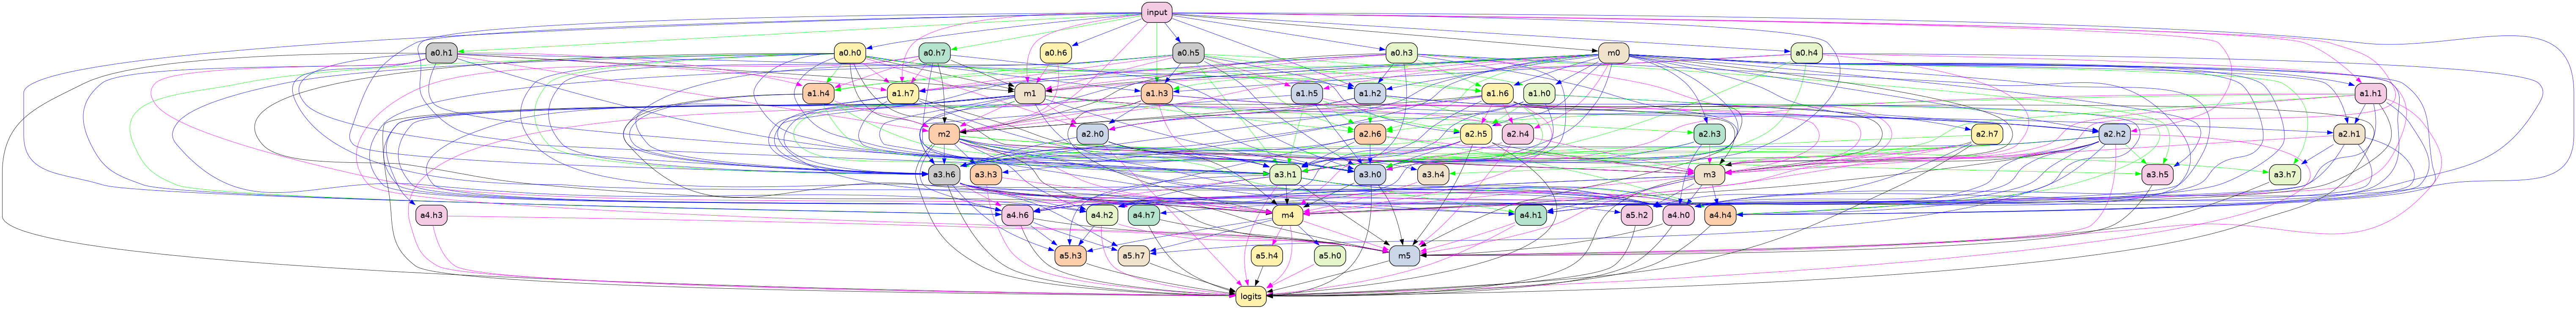 input
a0.h1 a0.h0 a0.h7 a0.h6 a0.h5 a0.h3 m0 a0.h4
a1.h4 a1.h7 m1 a1.h3 a1.h5 a1.h2 a1.h6 a1.h0 a1.h1
m2 a2.h0 a2.h6 a2.h5 a2.h4 a2.h3 a2.h7 a2.h2 a2.h1
a3.h6 a3.h3 a3.h1 a3.h0 a3.h4 m3 a3.h5 a3.h7
a4.h3 a4.h6 a4.h2 a4.h7 m4 a4.h1 a5.h2 a4.h0 a4.h4
a5.h3 a5.h7 a5.h4 a5.h0 m5
logits